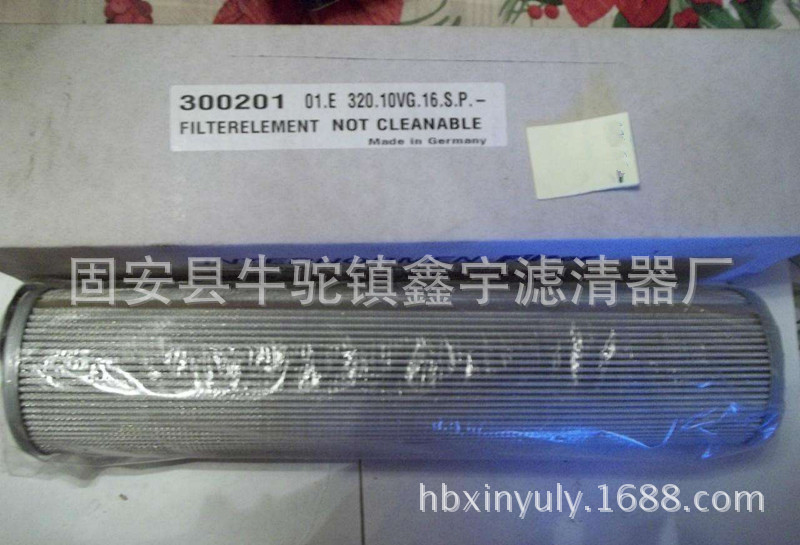 300201 01.E 320.10VG.16.S.P.-
FILTERELEMENT NOT CLEANABLE
Made in Germany
固安县牛驼镇鑫宇滤清器厂
hbxinyuly.1688.com